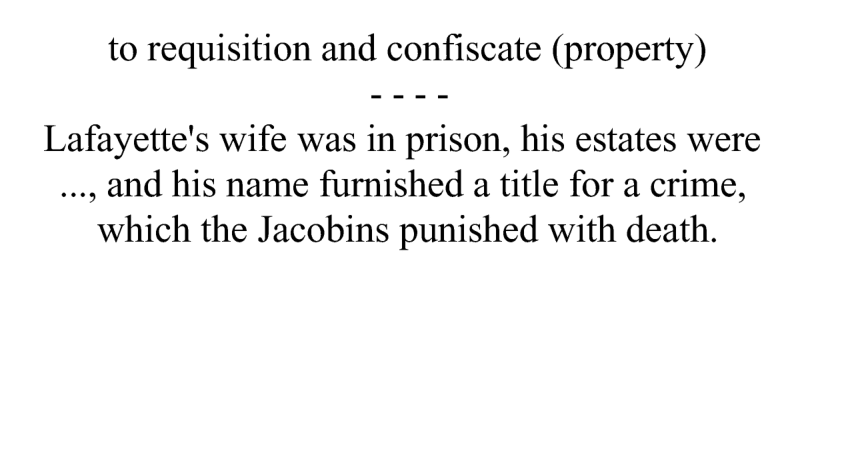 to requisition and confiscate (property)
- - - -
Lafayette's wife was in prison, his estates were
..., and his name furnished a title for a crime,
which the Jacobins punished with death.